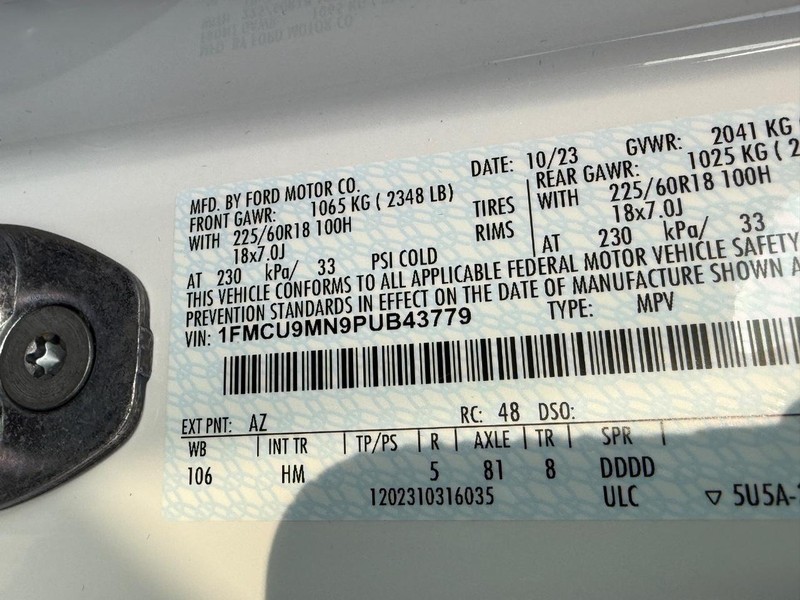 MFD. BY FORD MOTOR CO.
DATE: 10/23
GVWR: 2041 KG
FRONT GAWR: 1065 KG ( 2348 LB)
REAR GAWR: 1025 KG ( 2
WITH 225/60R18 100H
TIRES
WITH 225/60R18 100H
18x7.0J
RIMS
18x7.0J
AT 230 kPa/ 33 PSI COLD
AT 230 kPa/ 33
THIS VEHICLE CONFORMS TO ALL APPLICABLE FEDERAL MOTOR VEHICLE SAFETY
PREVENTION STANDARDS IN EFFECT ON THE DATE OF MANUFACTURE SHOWN A
VIN: 1FMCU9MN9PUB43779
TYPE: MPV
EXT PNT: AZ
RC: 48 DSO:
WB | INT TR | TP/PS | R | AXLE | TR | SPR |
106 HM 5 81 8 DDDD
1202310316035
ULC
▽ 5U5A-